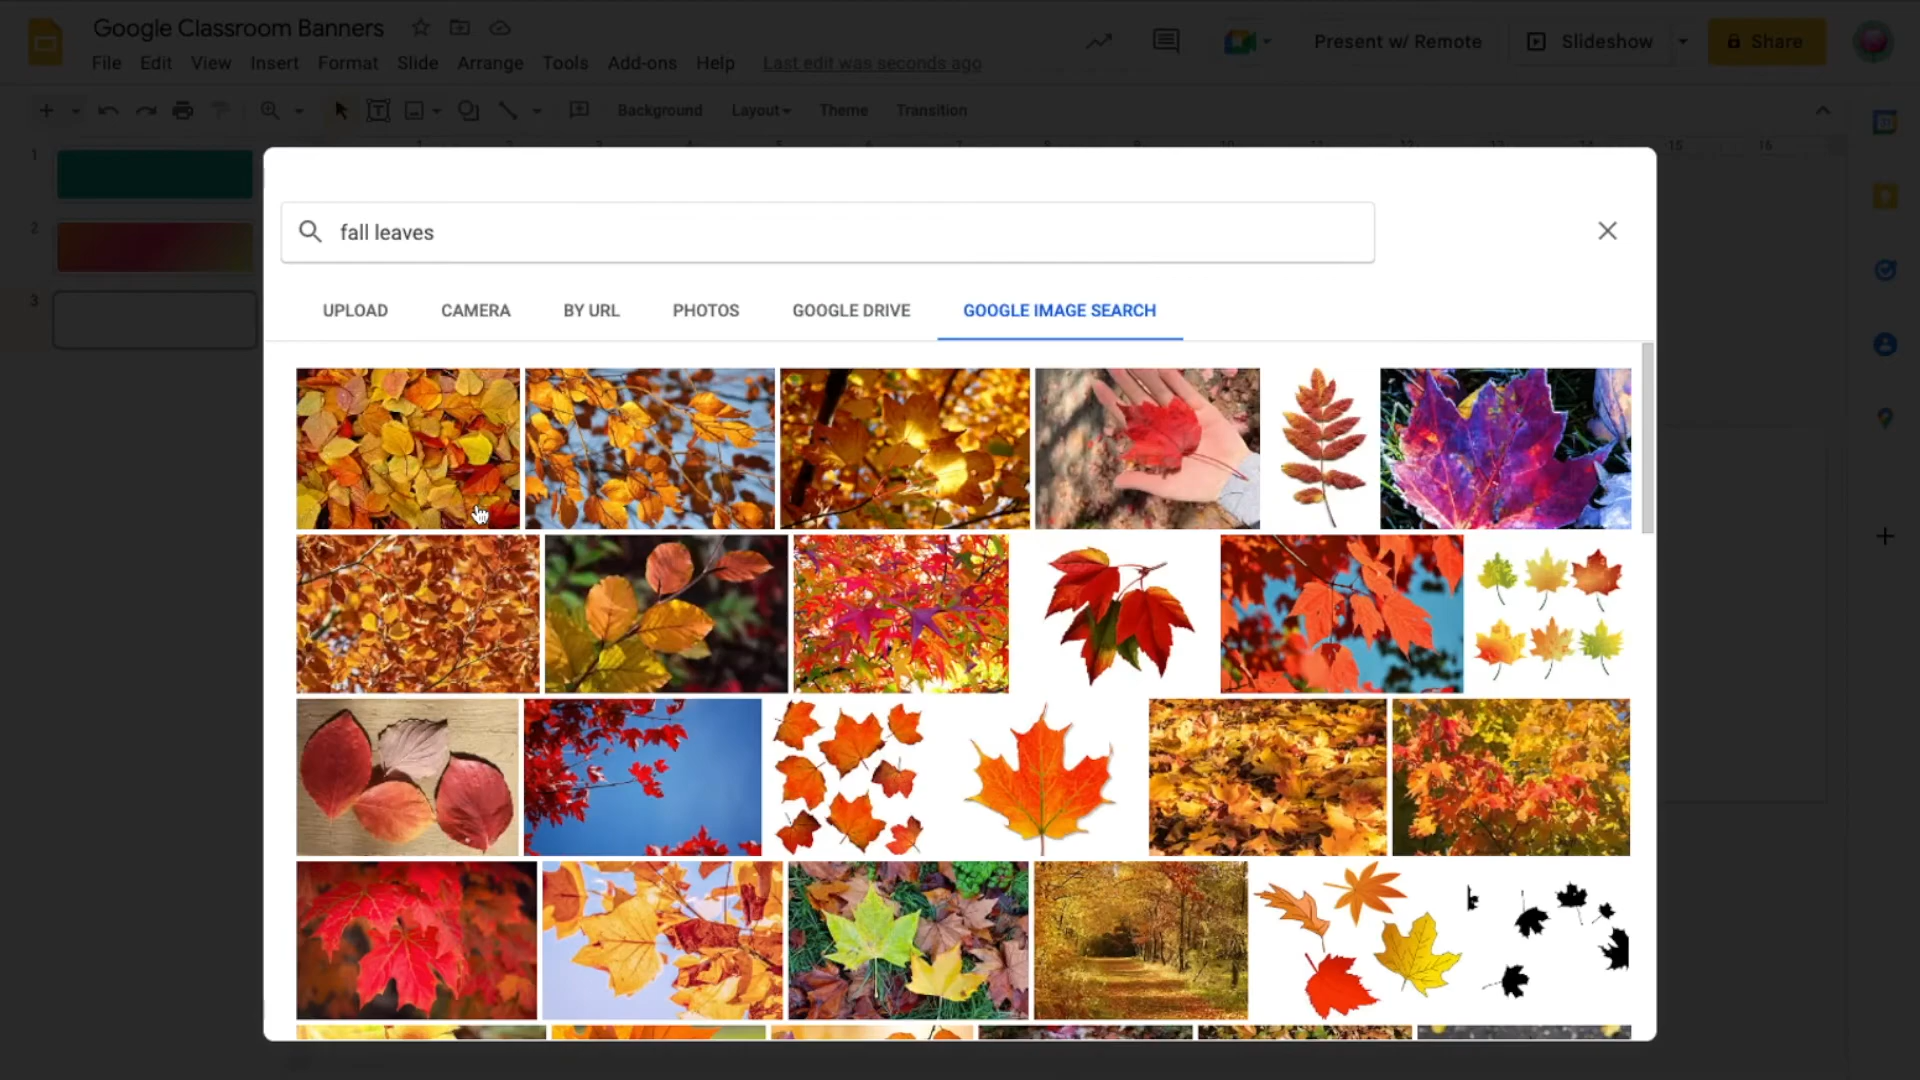 Google Classroom Banners
File Edit View Insert Format Slide Arrange Tools Add-ons Help Last edit was seconds ago
Present w/ Remote Slideshow Share
Background Layout Theme Transition
15 16
1
2
3
fall leaves
UPLOAD CAMERA BY URL PHOTOS GOOGLE DRIVE GOOGLE IMAGE SEARCH